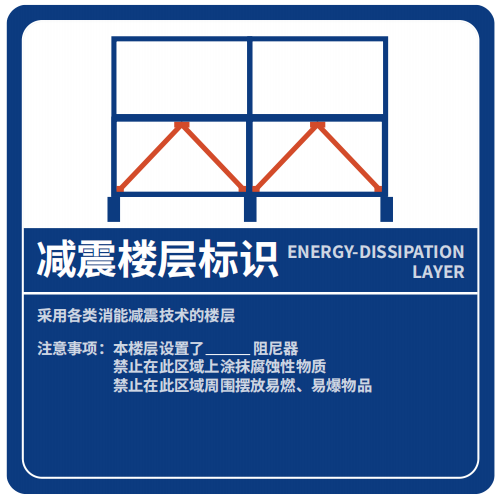 减震楼层标识 ENERGY-DISSIPATION
LAYER
采用各类消能减震技术的楼层
注意事项：本楼层设置了______阻尼器
禁止在此区域上涂抹腐蚀性物质
禁止在此区域周围摆放易燃、易爆物品